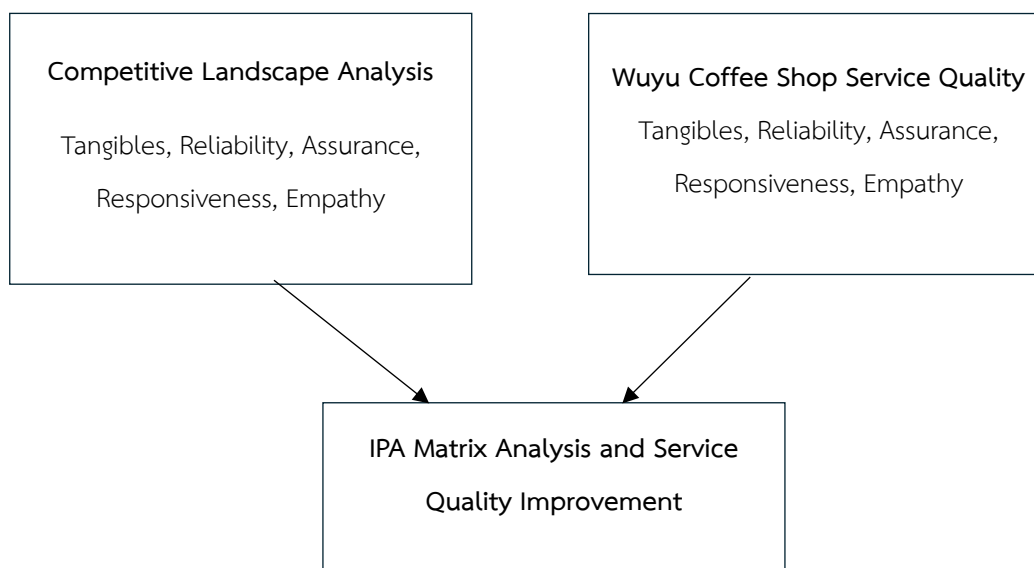 Competitive Landscape Analysis
Tangibles, Reliability, Assurance,
Responsiveness, Empathy
Wuyu Coffee Shop Service Quality
Tangibles, Reliability, Assurance,
Responsiveness, Empathy
IPA Matrix Analysis and Service
Quality Improvement